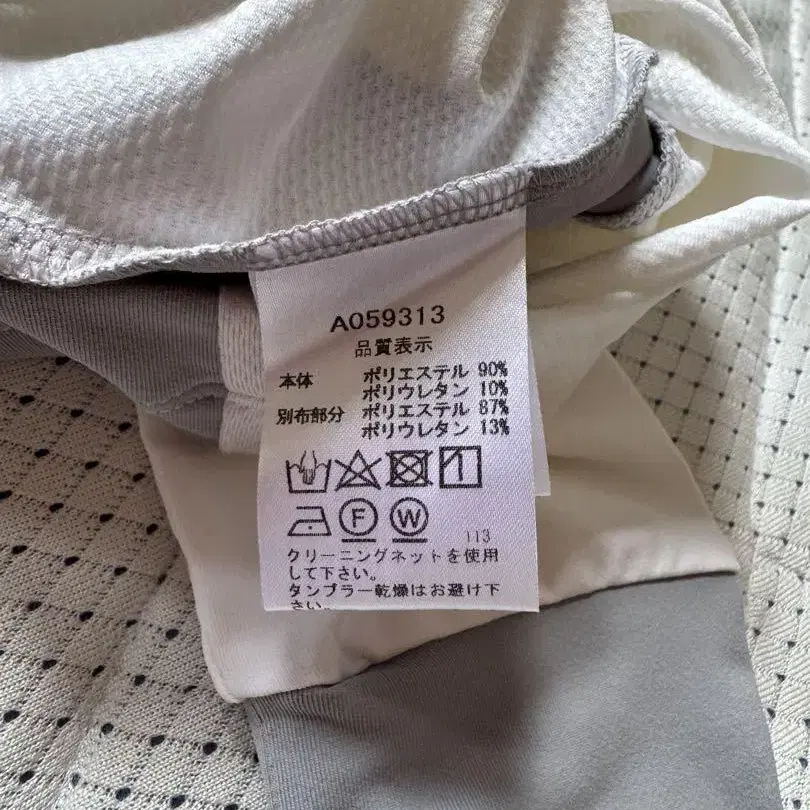 A059313
品質表示
本体 ポリエステル 90%
ポリウレタン 10%
別布部分 ポリエステル 87%
ポリウレタン 13%
F W 113
クリーニングネットを使用
して下さい。
タンブラー乾燥はお避け下
さい。